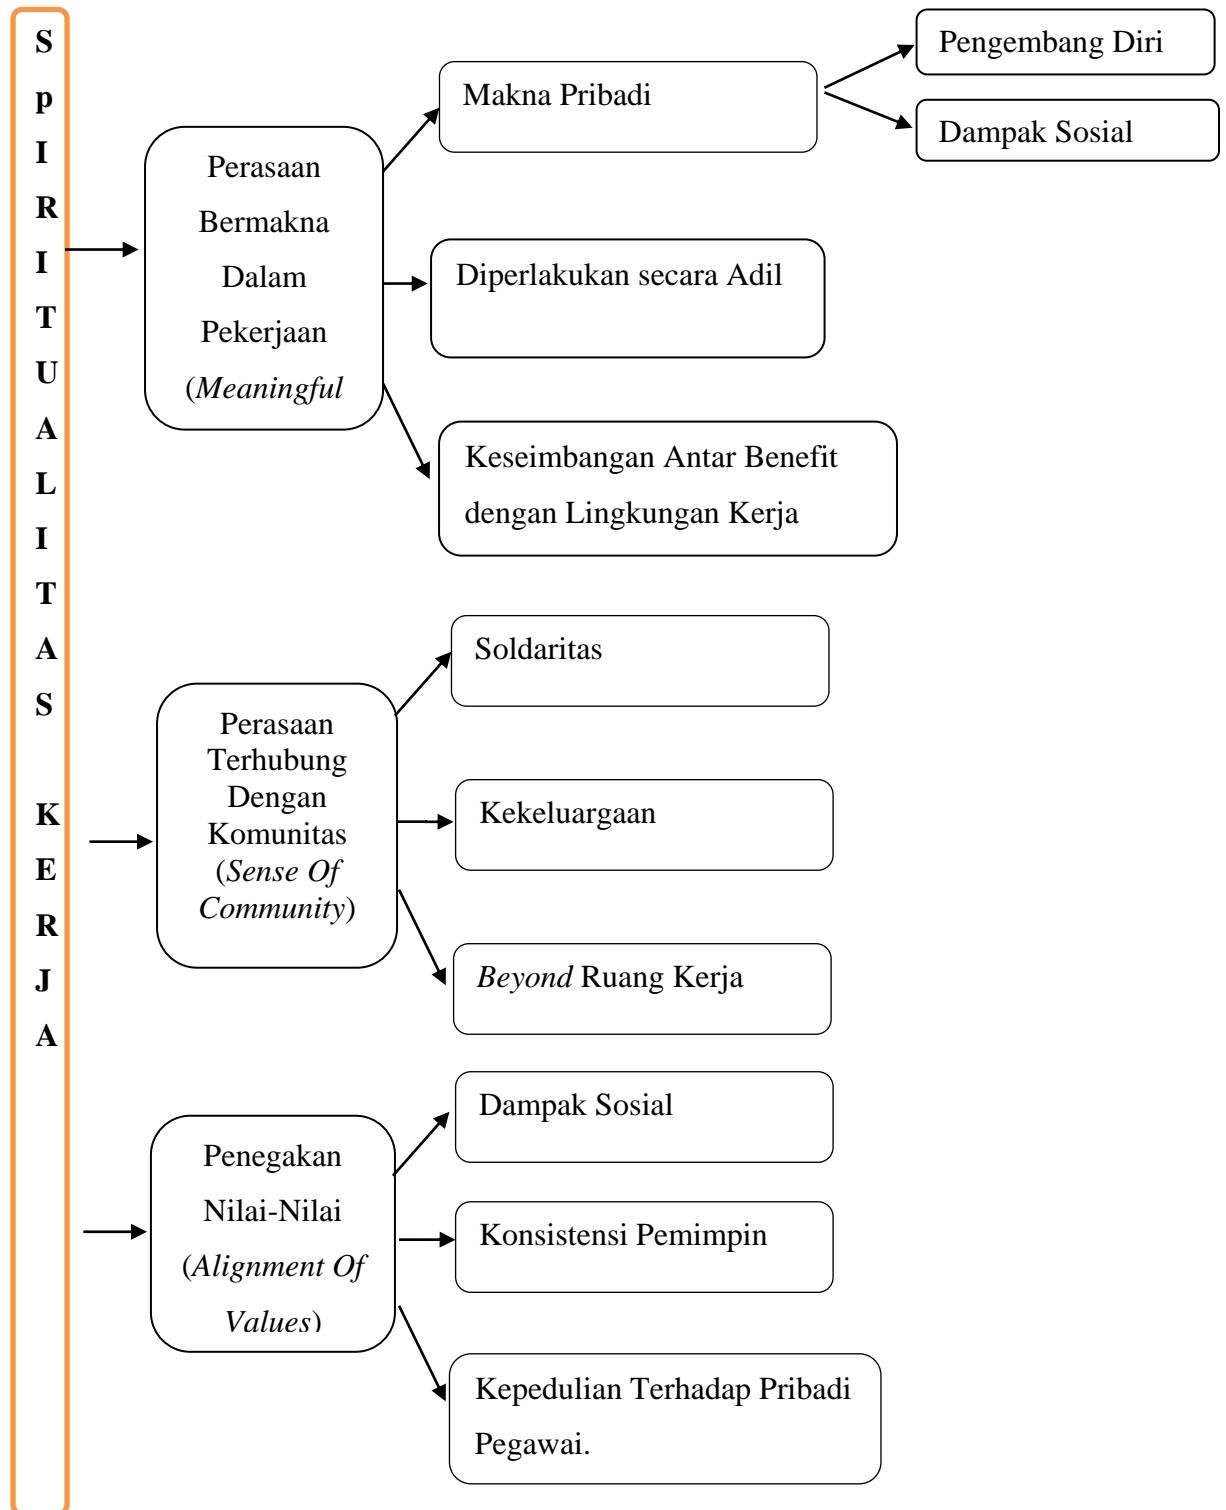 S
p
I
R
I
T
U
A
L
I
T
A
S
K
E
R
J
A
Perasaan
Bermakna
Dalam
Pekerjaan
(Meaningful
Makna Pribadi
Pengembang Diri
Dampak Sosial
Diperlakukan secara Adil
Keseimbangan Antar Benefit
dengan Lingkungan Kerja
Perasaan
Terhubung
Dengan
Komunitas
(Sense Of
Community)
Soldaritas
Kekeluargaan
Beyond Ruang Kerja
Penegakan
Nilai-Nilai
(Alignment Of
Values)
Dampak Sosial
Konsistensi Pemimpin
Kepedulian Terhadap Pribadi
Pegawai.